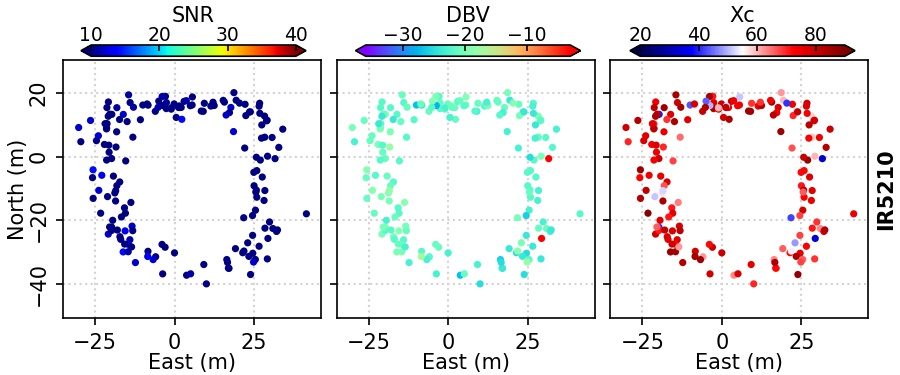 SNR DBV Xc
10 20 30 40 −30 −20 −10 20 40 60 80
20
0
−20
−40
North (m)
IR5210
−25 0 25 −25 0 25 −25 0 25
East (m) East (m) East (m)